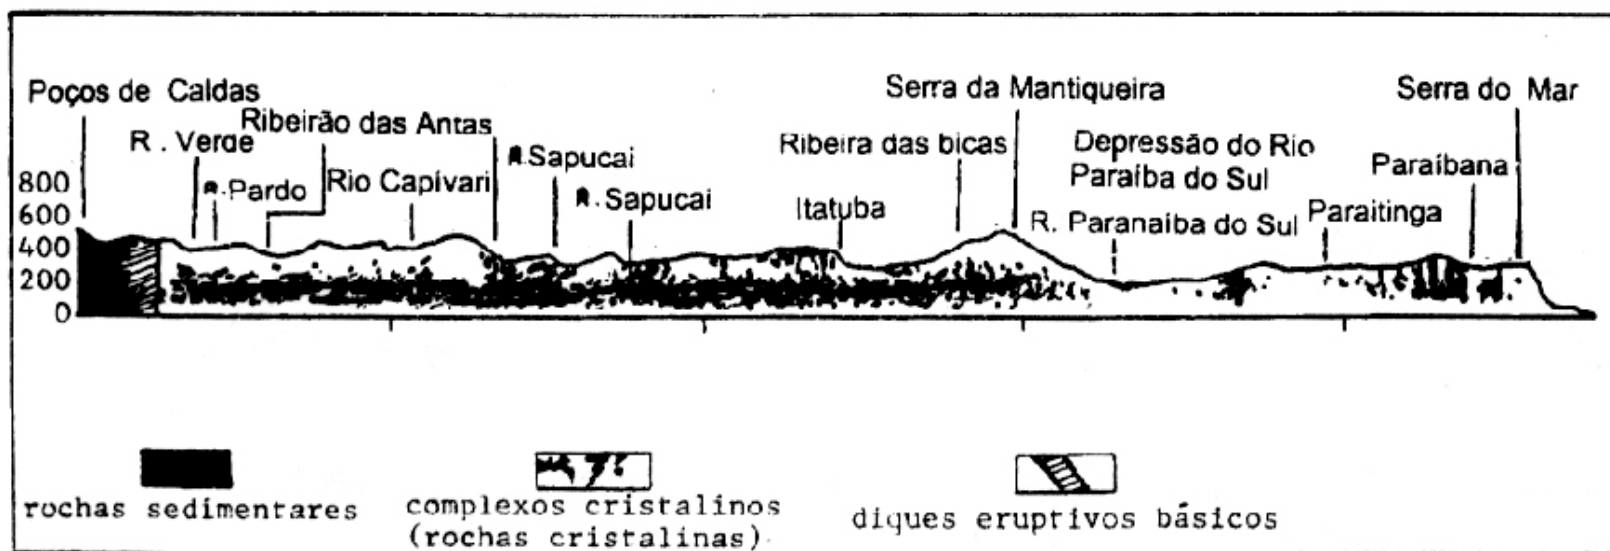 Poços de Caldas
Serra da Mantiqueira
Serra do Mar
Ribeirão das Antas
R. Verde
R. Sapucai
Ribeira das bicas
Depressão do Rio
Paraíba do Sul
Paraíbana
R. Pardo
Rio Capívari
R. Sapucai
Itatuba
R. Paranaíba do Sul
Paraitinga
800
600
400
200
0
rochas sedimentares
complexos cristalinos
(rochas cristalinas)
diques eruptivos básicos